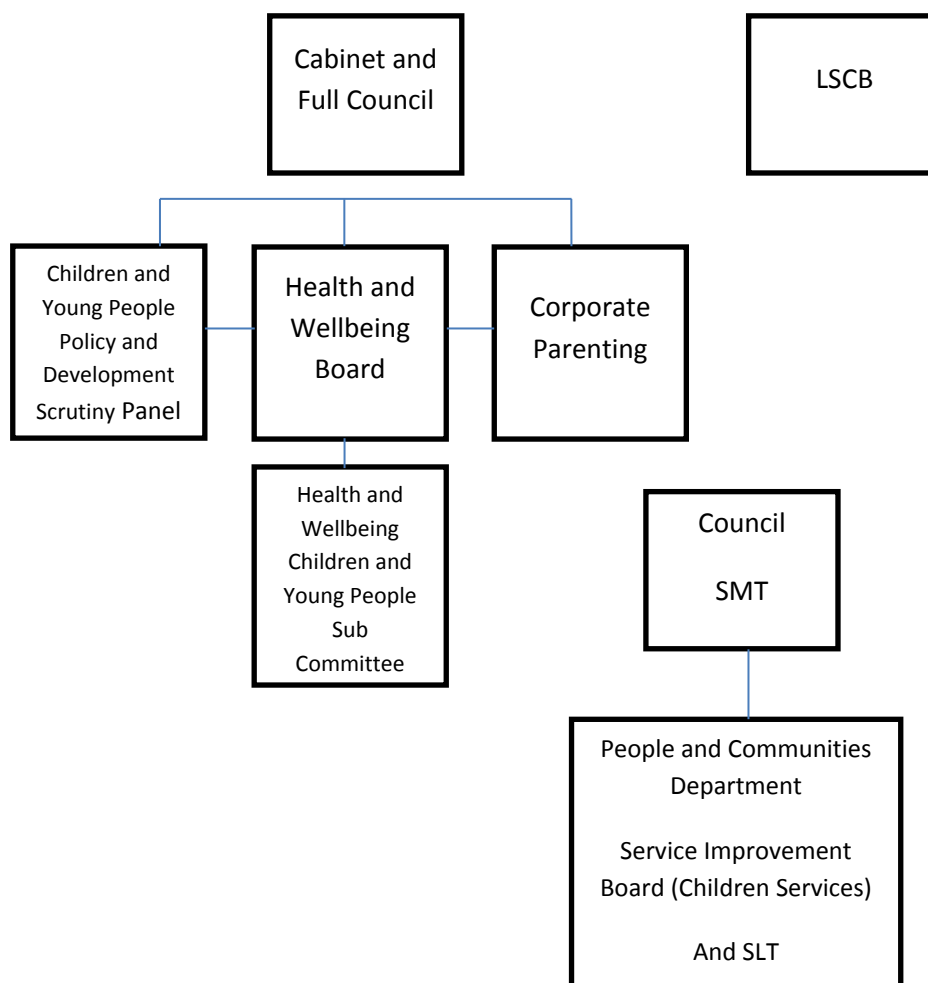 Cabinet and
Full Council
LSCB
Children and
Young People
Policy and
Development
Scrutiny Panel
Health and
Wellbeing
Board
Corporate
Parenting
Health and
Wellbeing
Children and
Young People
Sub
Committee
Council
SMT
People and Communities
Department
Service Improvement
Board (Children Services)
And SLT